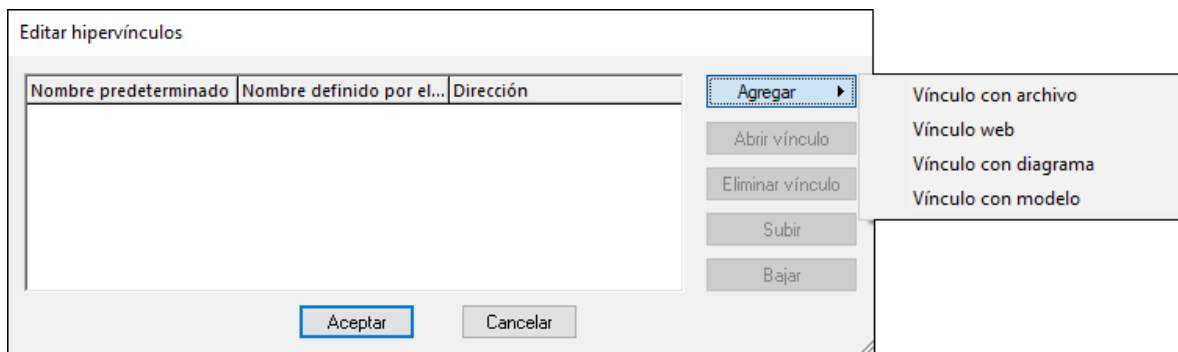 Editar hipervínculos
Nombre predeterminado Nombre definido por el... Dirección
Agregar
Vínculo con archivo
Abrir vínculo
Vínculo web
Vínculo con diagrama
Eliminar vínculo
Vínculo con modelo
Subir
Bajar
Aceptar Cancelar